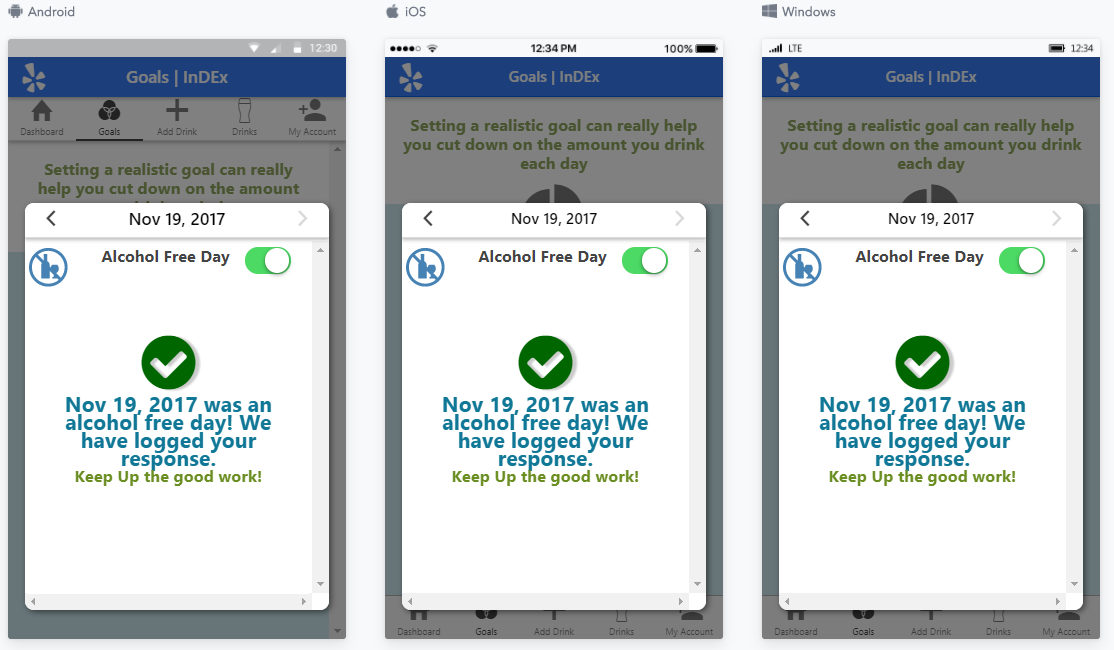 Android
12:30
Goals | InDEx
Dashboard
Goals
Add Drink
Drinks
My Account
Setting a realistic goal can really
help you cut down on the amount
Nov 19, 2017
Alcohol Free Day
Nov 19, 2017 was an
alcohol free day! We
have logged your
response.
Keep Up the good work!
iOS
12:34 PM
100%
Goals | InDEx
Setting a realistic goal can really help
you cut down on the amount you drink
each day
Nov 19, 2017
Alcohol Free Day
Nov 19, 2017 was an
alcohol free day! We
have logged your
response.
Keep Up the good work!
Dashboard
Goals
Add Drink
Drinks
My Account
Windows
LTE
12:34
Goals | InDEx
Setting a realistic goal can really help
you cut down on the amount you drink
each day
Nov 19, 2017
Alcohol Free Day
Nov 19, 2017 was an
alcohol free day! We
have logged your
response.
Keep Up the good work!
Dashboard
Goals
Add Drink
Drinks
My Account